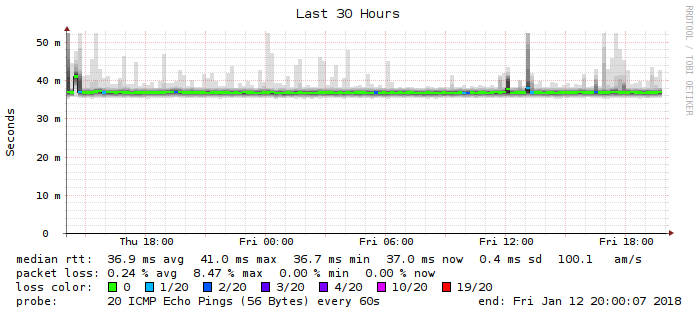 Last 30 Hours
RRDTOOL / TOBI OETIKER
Seconds
50 m
40 m
30 m
20 m
10 m
0
Thu 18:00 Fri 00:00 Fri 06:00 Fri 12:00 Fri 18:00
median rtt: 36.9 ms avg 41.0 ms max 36.7 ms min 37.0 ms now 0.4 ms sd 100.1 am/s
packet loss: 0.24 % avg 8.47 % max 0.00 % min 0.00 % now
loss color: 0 1/20 2/20 3/20 4/20 10/20 19/20
probe: 20 ICMP Echo Pings (56 Bytes) every 60s end: Fri Jan 12 20:00:07 2018